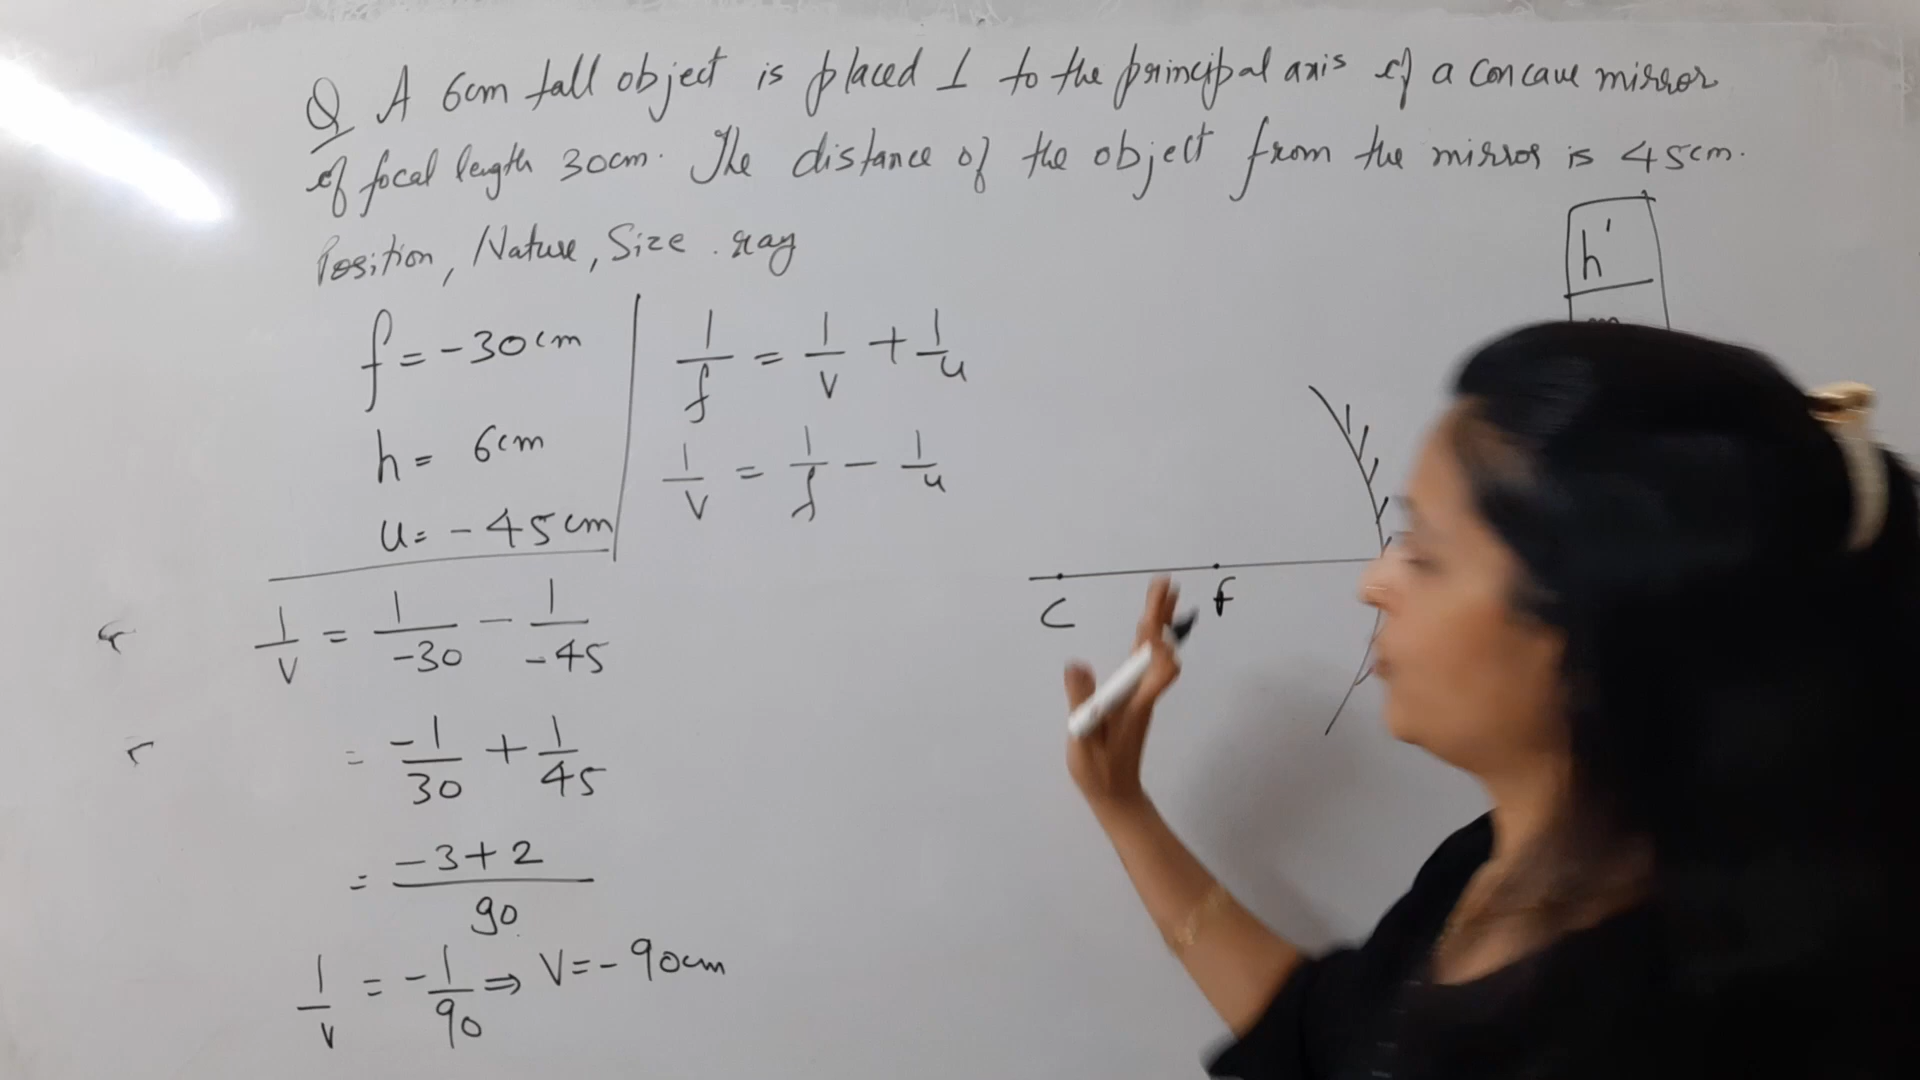 Q A 6cm tall object is placed ⊥ to the principal axis of a concave mirror
of focal length 30cm. The distance of the object from the mirror is 45cm.
Position, Nature, Size. ray
f = -30cm
h = 6cm
u = -45cm
1/f = 1/v + 1/u
1/v = 1/f - 1/u
1/v = 1/-30 - 1/-45
= -1/30 + 1/45
= -3+2/90
1/v = -1/90 ⇒ V = -90cm
h'
C F